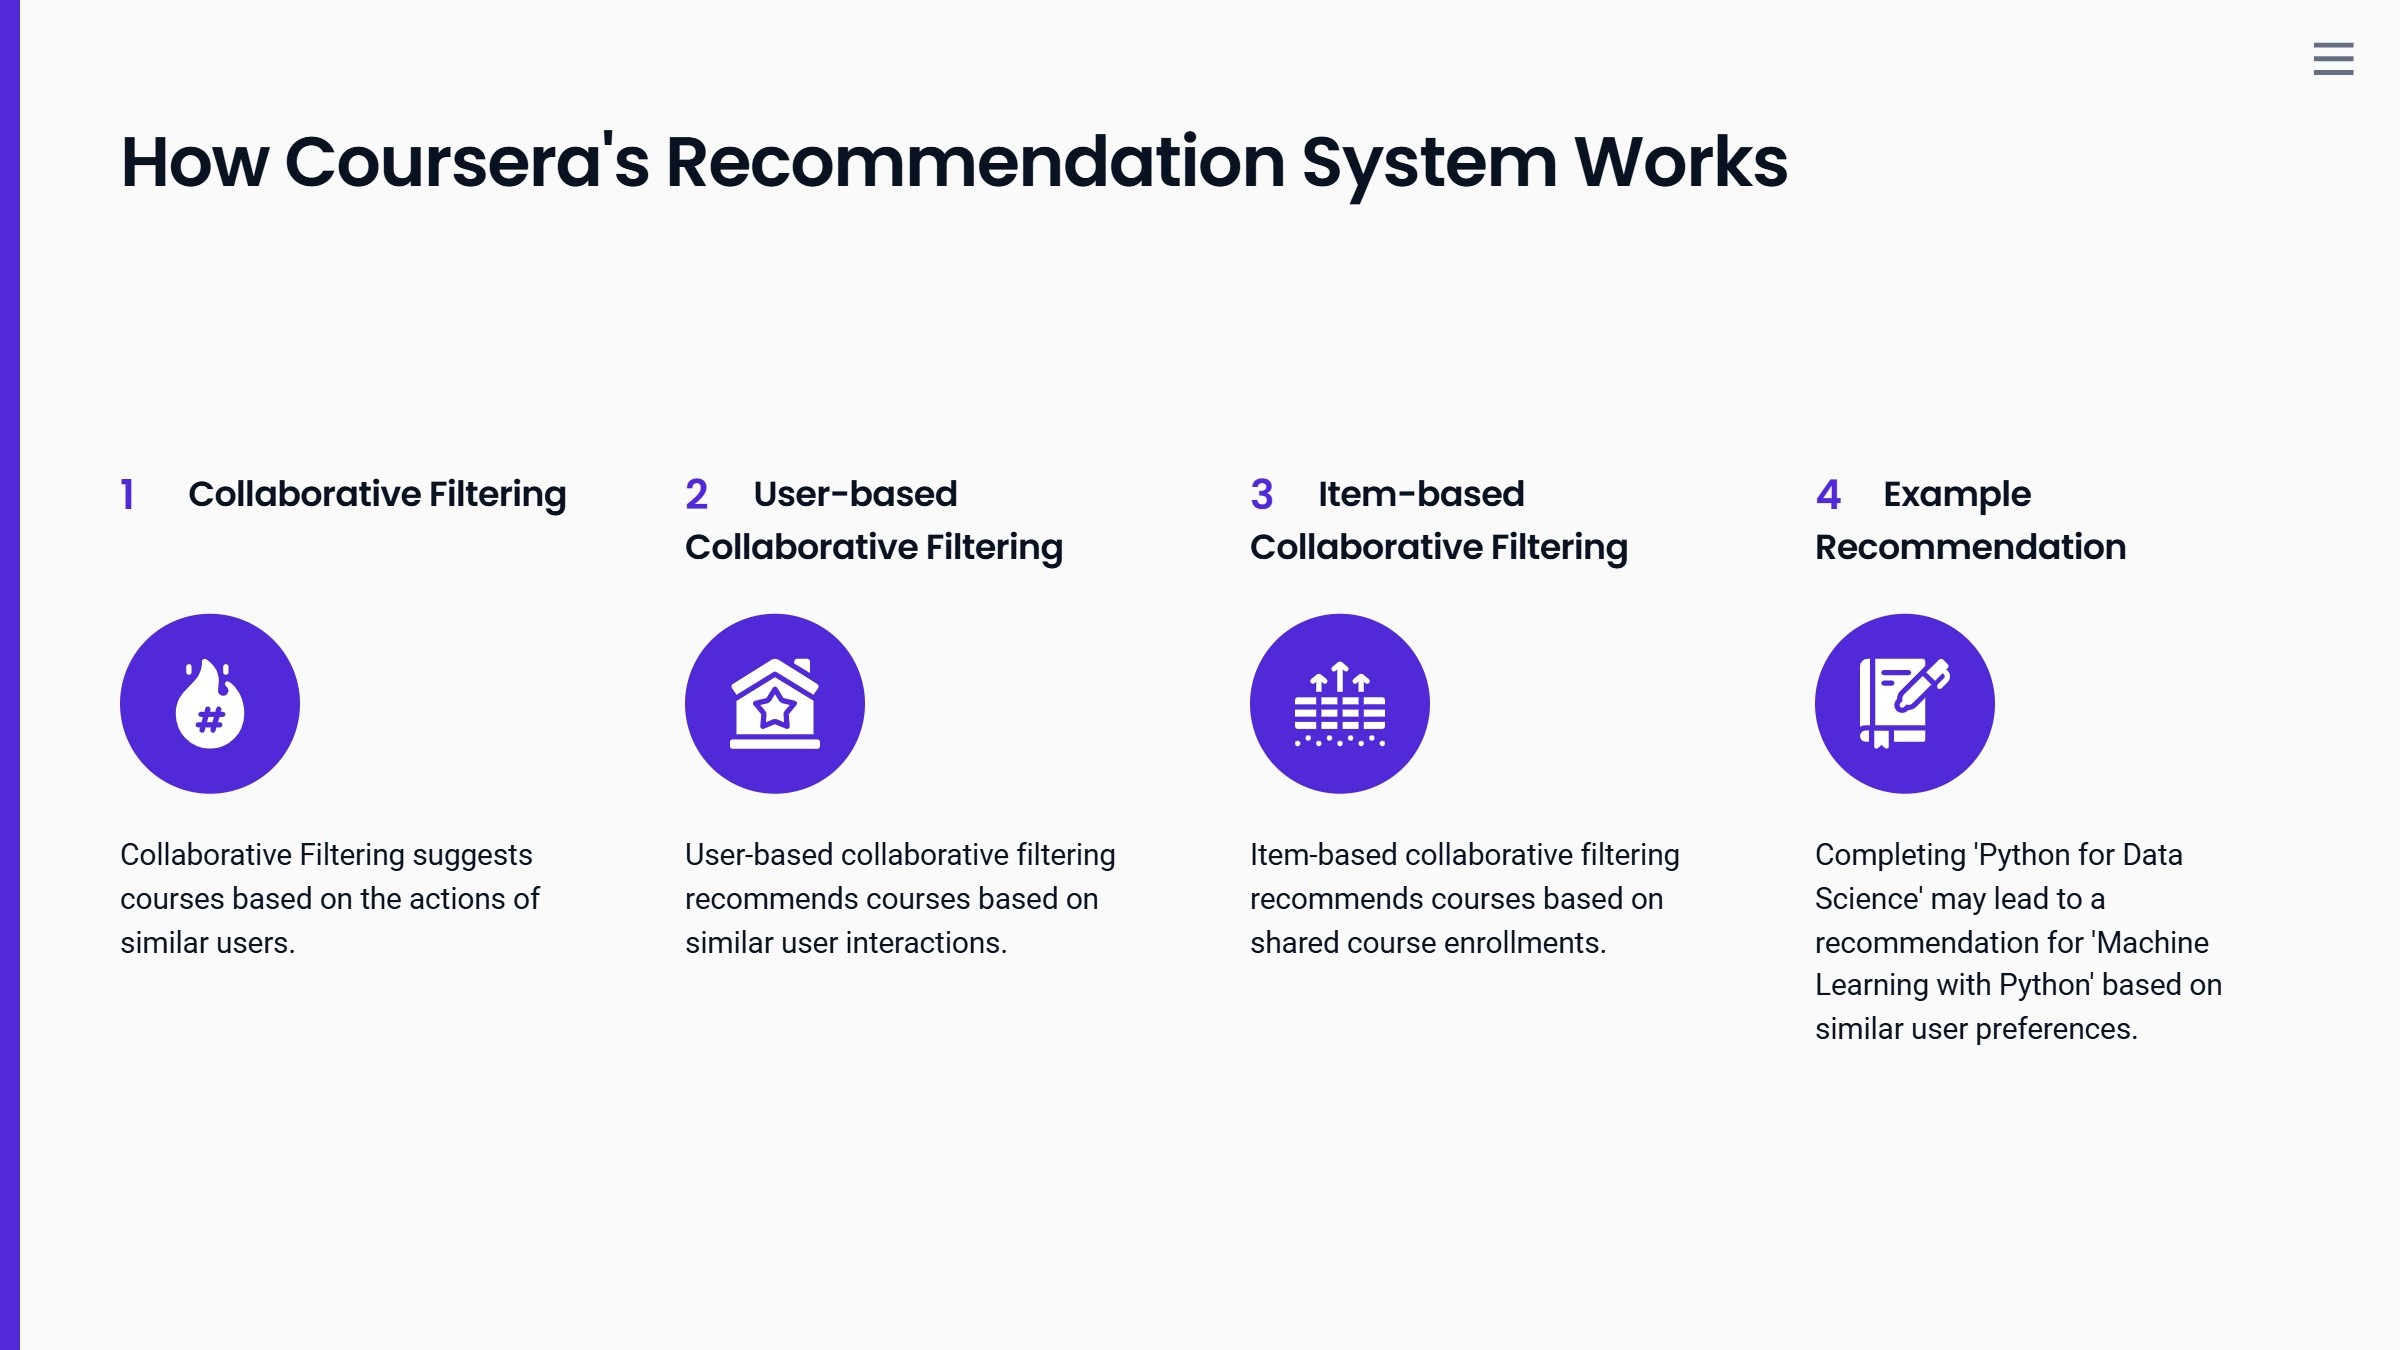 How Coursera's Recommendation System Works
1 Collaborative Filtering
#
Collaborative Filtering suggests
courses based on the actions of
similar users.
2 User-based
Collaborative Filtering
User-based collaborative filtering
recommends courses based on
similar user interactions.
3 Item-based
Collaborative Filtering
Item-based collaborative filtering
recommends courses based on
shared course enrollments.
4 Example
Recommendation
Completing 'Python for Data
Science' may lead to a
recommendation for 'Machine
Learning with Python' based on
similar user preferences.